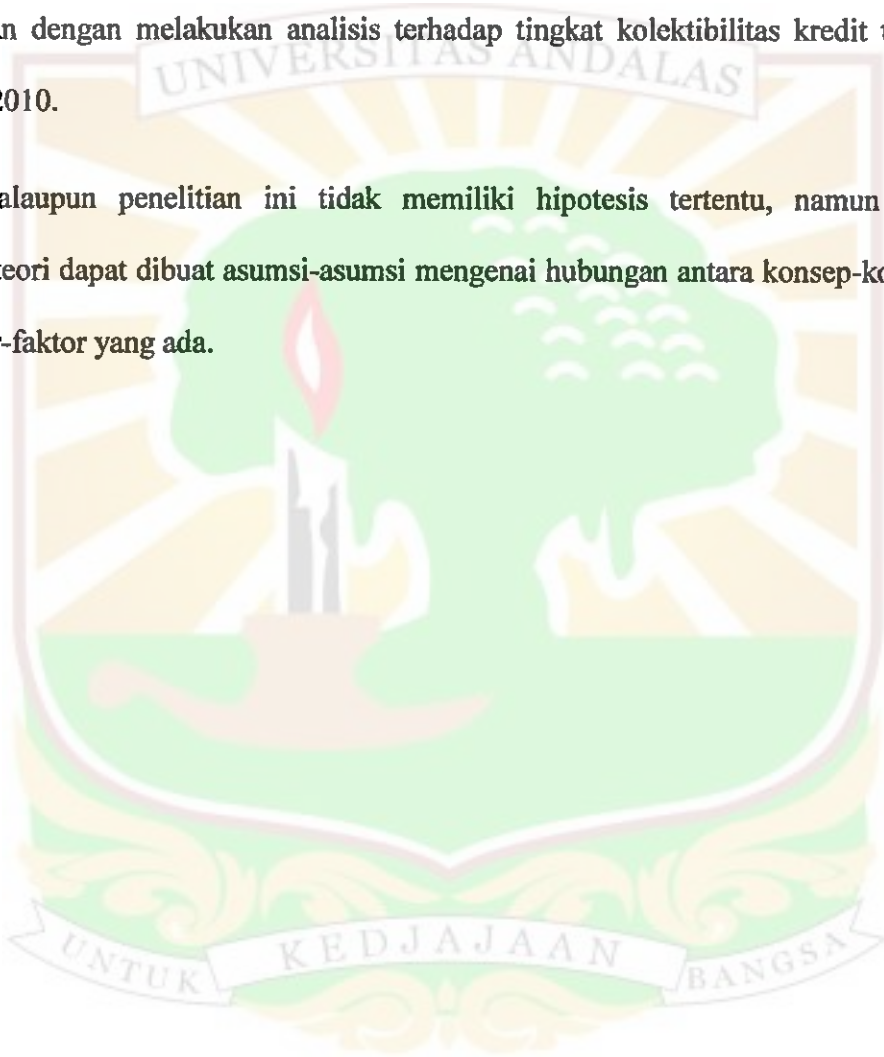 n dengan melakukan analisis terhadap tingkat kolektibilitas kredit
UNIVERSITAS ANDALAS
2010.
alaupun penelitian ini tidak memiliki hipotesis tertentu, namun
teori dapat dibuat asumsi-asumsi mengenai hubungan antara konsep-ko
-faktor yang ada.
UNTUK KEDJAJAAN BANGSA